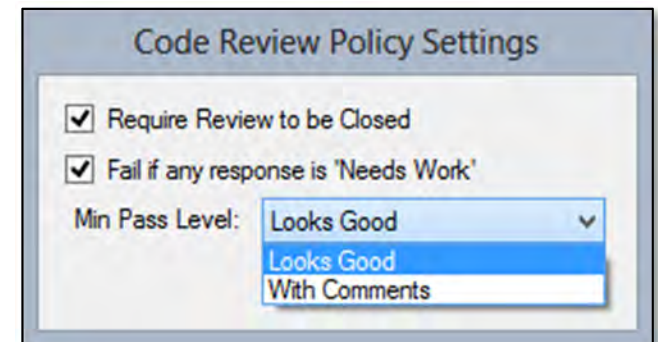 Code Review Policy Settings
Require Review to be Closed
Fail if any response is 'Needs Work'
Min Pass Level: Looks Good
Looks Good
With Comments